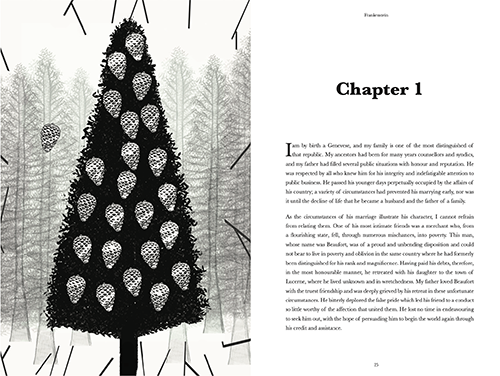 Frankenstein
Chapter 1
I am by birth a Genevese, and my family is one of the most distinguished of
that republic. My ancestors had been for many years counsellors and syndics,
and my father had filled several public situations with honour and reputation. He
was respected by all who knew him for his integrity and indefatigable attention to
public business. He passed his younger days perpetually occupied by the affairs of
his country; a variety of circumstances had prevented his marrying early, nor was
it until the decline of life that he became a husband and the father of a family.
As the circumstances of his marriage illustrate his character, I cannot refrain
from relating them. One of his most intimate friends was a merchant who, from
a flourishing state, fell, through numerous mischances, into poverty. This man,
whose name was Beaufort, was of a proud and unbending disposition and could
not bear to live in poverty and oblivion in the same country where he had formerly
been distinguished for his rank and magnificence. Having paid his debts, therefore,
in the most honourable manner, he retreated with his daughter to the town of
Lucerne, where he lived unknown and in wretchedness. My father loved Beaufort
with the truest friendship and was deeply grieved by his retreat in these unfortunate
circumstances. He bitterly deplored the false pride which led his friend to a conduct
so little worthy of the affection that united them. He lost no time in endeavouring
to seek him out, with the hope of persuading him to begin the world again through
his credit and assistance.
25